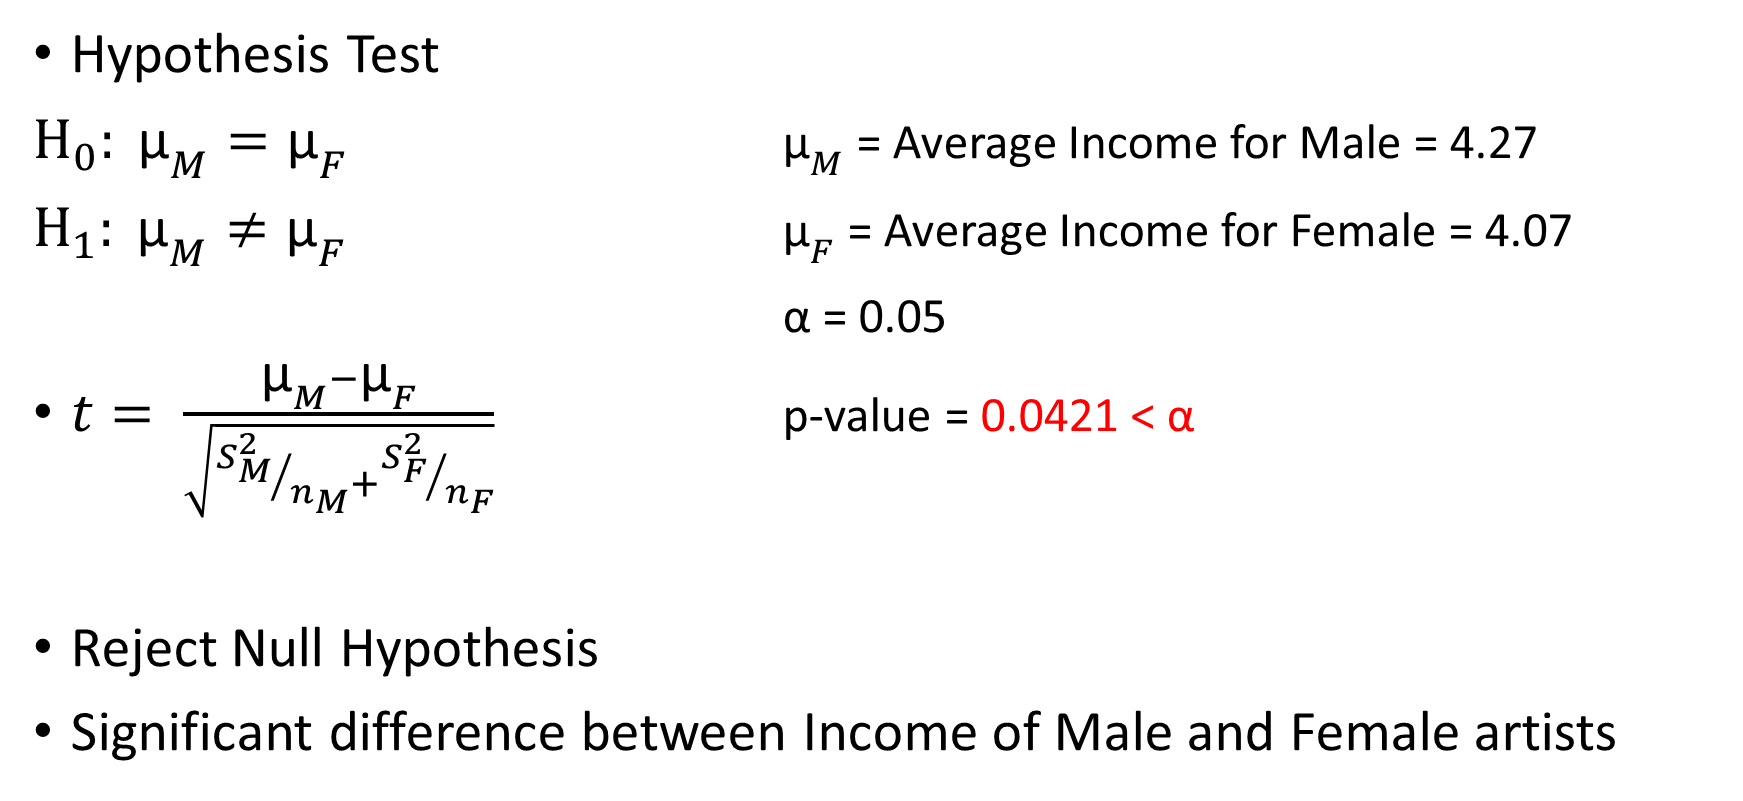 • Hypothesis Test
H₀: μ_M = μ_F
μ_M = Average Income for Male = 4.27
H₁: μ_M ≠ μ_F
μ_F = Average Income for Female = 4.07
α = 0.05
• t = (μ_M − μ_F) / √(S²_M/n_M + S²_F/n_F)
p-value = 0.0421 < α
• Reject Null Hypothesis
• Significant difference between Income of Male and Female artists